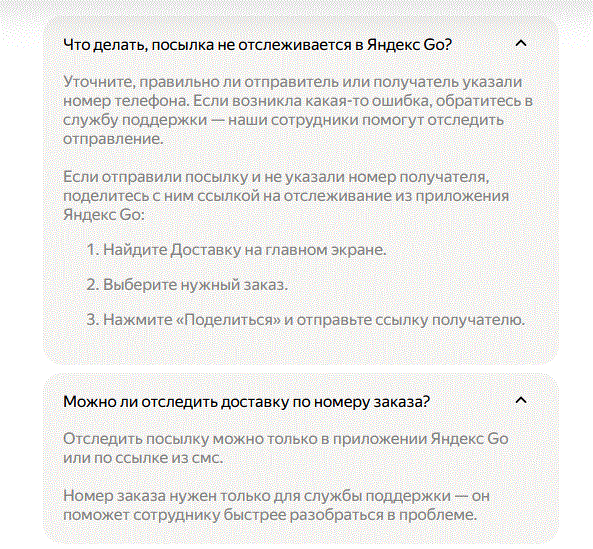 Что делать, посылка не отслеживается в Яндекс Go?
Уточните, правильно ли отправитель или получатель указали
номер телефона. Если возникла какая-то ошибка, обратитесь в
службу поддержки — наши сотрудники помогут отследить
отправление.
Если отправили посылку и не указали номер получателя,
поделитесь с ним ссылкой на отслеживание из приложения
Яндекс Go:
1. Найдите Доставку на главном экране.
2. Выберите нужный заказ.
3. Нажмите «Поделиться» и отправьте ссылку получателю.
Можно ли отследить доставку по номеру заказа?
Отследить посылку можно только в приложении Яндекс Go
или по ссылке из смс.
Номер заказа нужен только для службы поддержки — он
поможет сотруднику быстрее разобраться в проблеме.